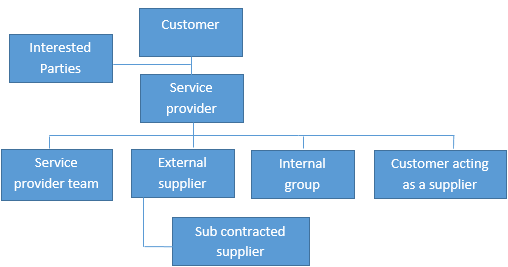 Customer
Interested
Parties
Service
provider
Service
provider team
External
supplier
Internal
group
Customer acting
as a supplier
Sub contracted
supplier